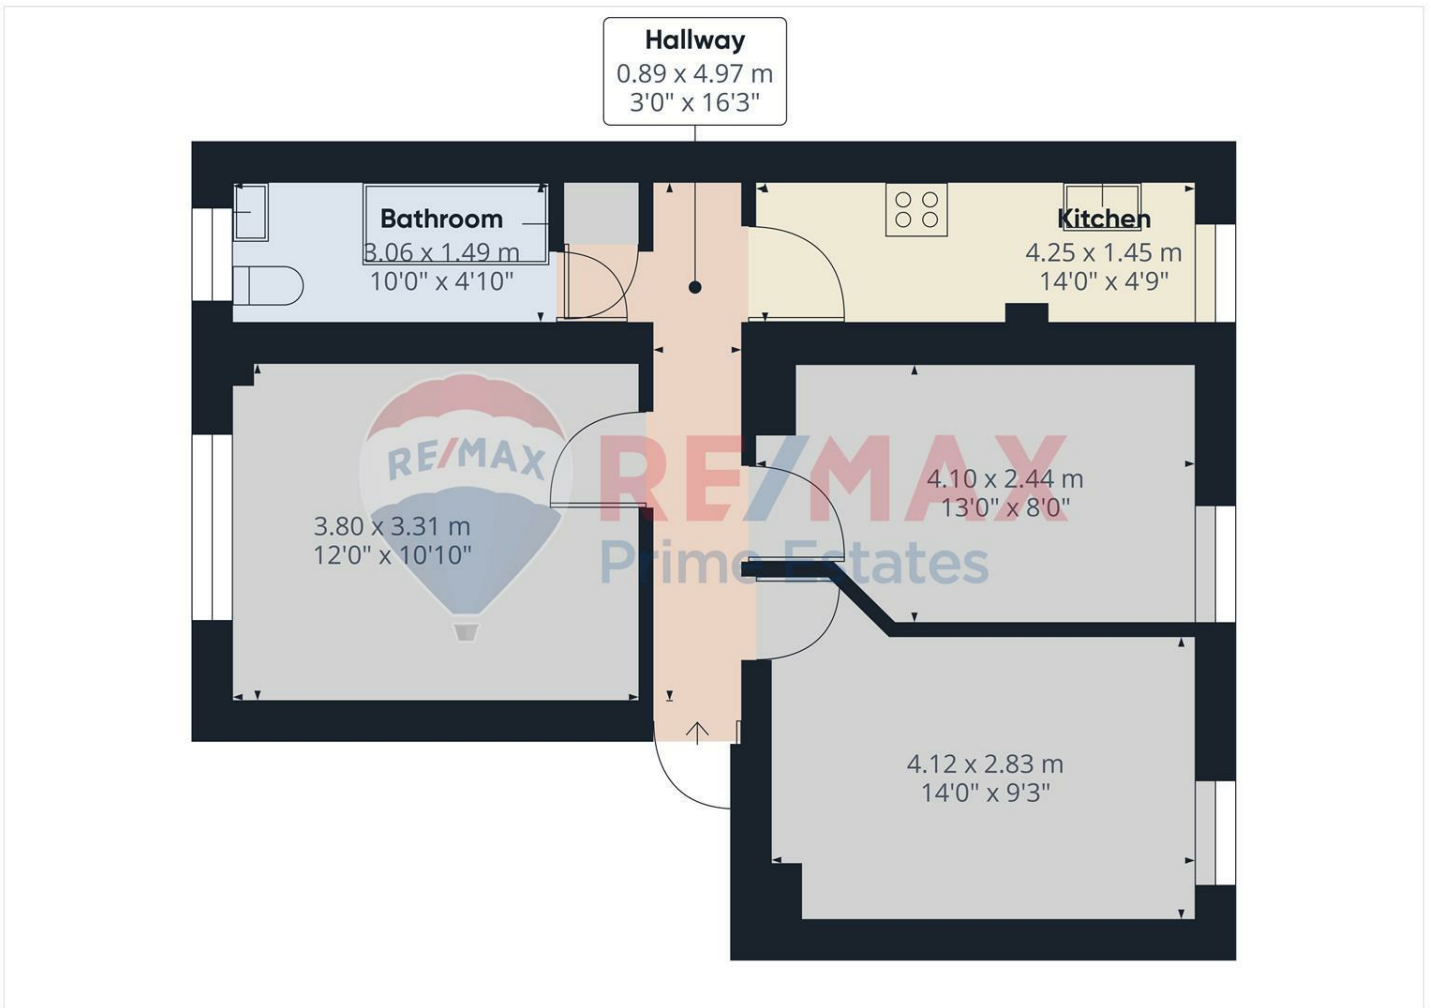 Hallway
0.89 x 4.97 m
3'0" x 16'3"
Bathroom
3.06 x 1.49 m
10'0" x 4'10"
Kitchen
4.25 x 1.45 m
14'0" x 4'9"
RE/MAX
3.80 x 3.31 m
12'0" x 10'10"
RE/MAX
Prime Estates
4.10 x 2.44 m
13'0" x 8'0"
4.12 x 2.83 m
14'0" x 9'3"